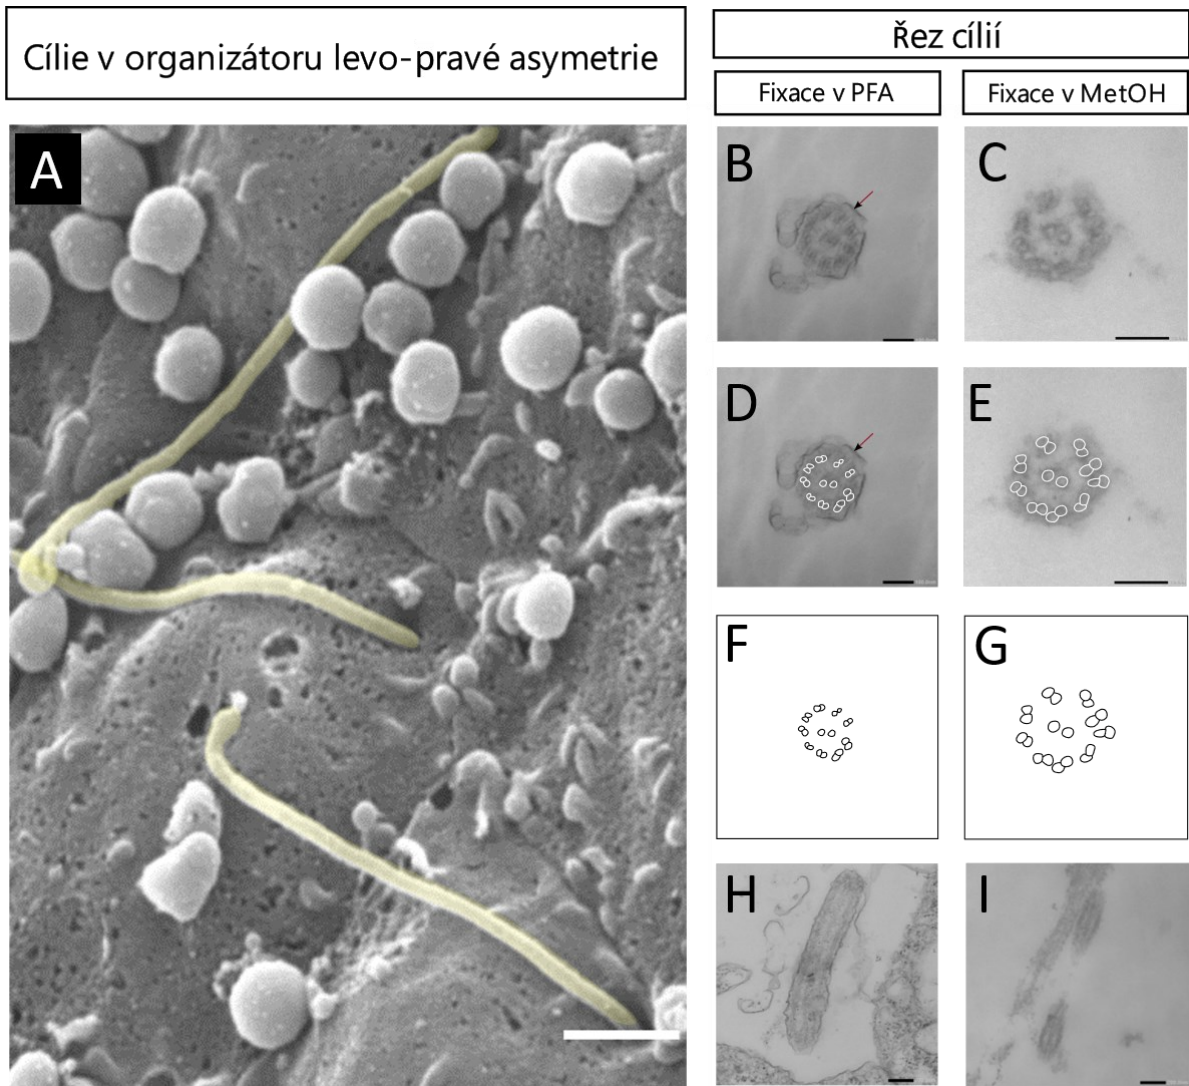 Cílie v organizátoru levo-pravé asymetrie
Řez cílií
Fixace v PFA
Fixace v MetOH
A
B
C
D
E
F
G
H
I